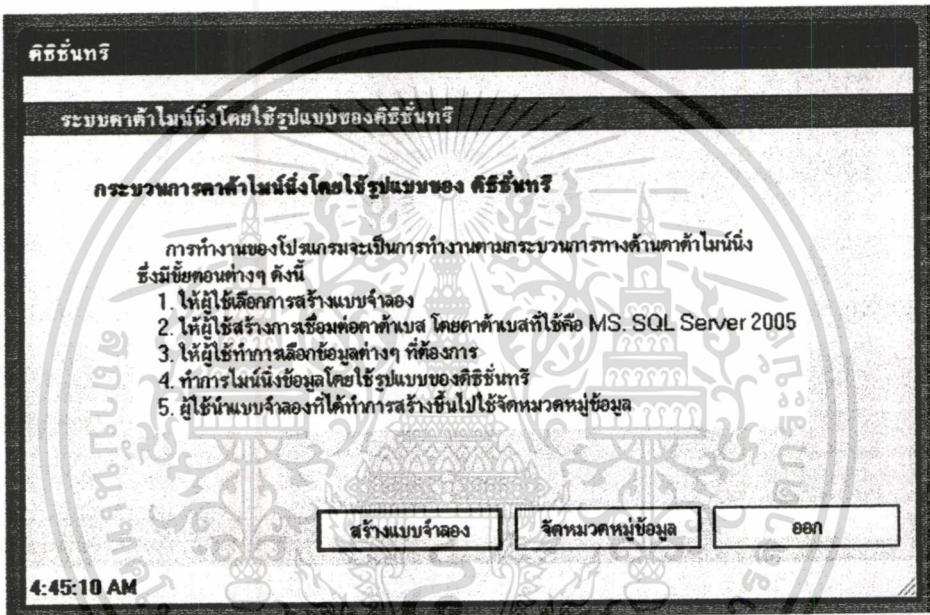 ดิซิชั่นทรี
ระบบดาต้าไมน์นิ่งโดยใช้รูปแบบของดิซิชั่นทรี
กระบวนการดาต้าไมน์นิ่งโดยใช้รูปแบบของ ดิซิชั่นทรี
การทำงานของโปรแกรมจะเป็นการทำงานตามกระบวนการทางด้านดาต้าไมน์นิ่ง
ซึ่งมีขั้นตอนต่างๆ ดังนี้
1. ให้ผู้ใช้เลือกการสร้างแบบจำลอง
2. ให้ผู้ใช้สร้างการเชื่อมต่อดาต้าเบส โดยดาต้าเบสที่ใช้คือ MS. SQL Server 2005
3. ให้ผู้ใช้ทำการเลือกข้อมูลต่างๆ ที่ต้องการ
4. ทำการไมน์นิ่งข้อมูลโดยใช้รูปแบบของดิซิชั่นทรี
5. ผู้ใช้นำแบบจำลองที่ได้ทำการสร้างขึ้นไปใช้จัดหมวดหมู่ข้อมูล
สร้างแบบจำลอง จัดหมวดหมู่ข้อมูล ออก
4:45:10 AM